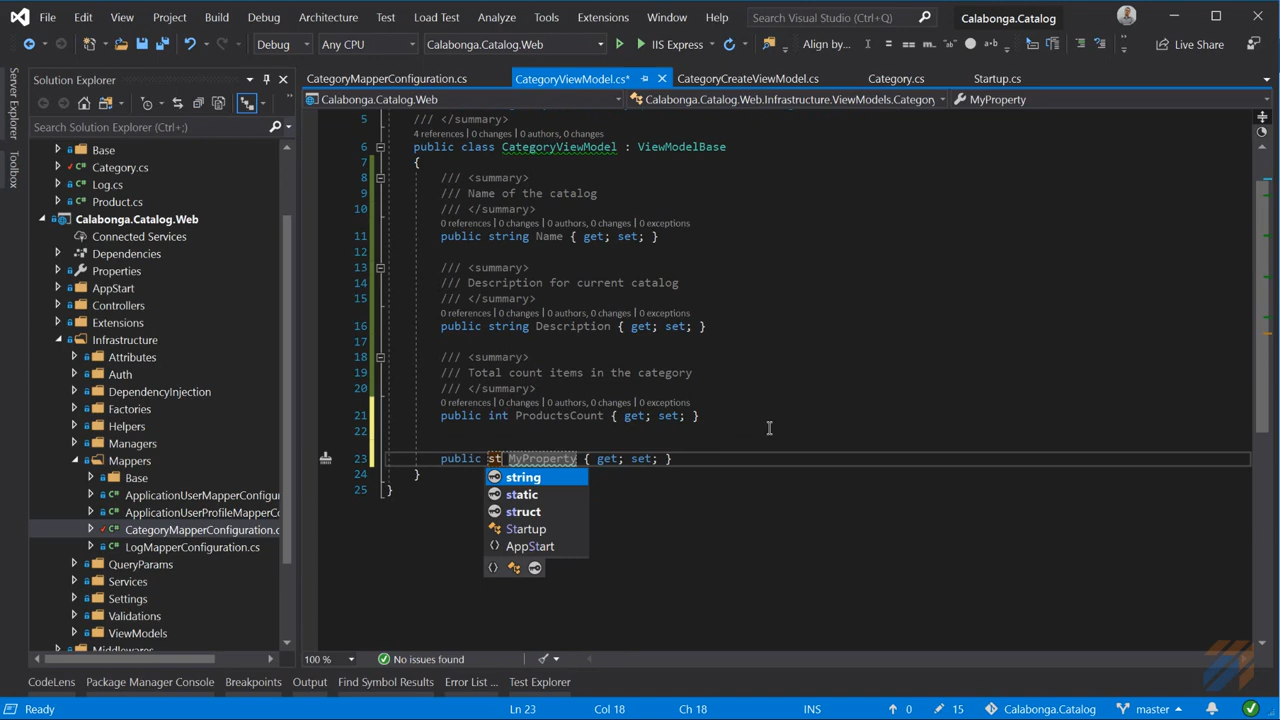 File Edit View Project Build Debug Architecture Test Load Test Analyze Tools Extensions Window Help Search Visual Studio (Ctrl+Q) Calabonga.Catalog
Debug Any CPU Calabonga.Catalog.Web IIS Express Align by... Live Share
Server Explorer
Toolbox
Solution Explorer
Search Solution Explorer (Ctrl+;)
Base
Category.cs
Log.cs
Product.cs
Calabonga.Catalog.Web
Connected Services
Dependencies
Properties
AppStart
Controllers
Extensions
Infrastructure
Attributes
Auth
DependencyInjection
Factories
Helpers
Managers
Mappers
Base
ApplicationUserMapperConfigur
ApplicationUserProfileMapperCo
CategoryMapperConfiguration.c
LogMapperConfiguration.cs
QueryParams
Services
Settings
Validations
ViewModels
Middlewares
CategoryMapperConfiguration.cs CategoryViewModel.cs* CategoryCreateViewModel.cs Category.cs Startup.cs
Calabonga.Catalog.Web Calabonga.Catalog.Web.Infrastructure.ViewModels.Category MyProperty
5 /// </summary>
4 references | 0 changes | 0 authors, 0 changes
6 public class CategoryViewModel : ViewModelBase
7 {
8 /// <summary>
9 /// Name of the catalog
10 /// </summary>
0 references | 0 changes | 0 authors, 0 changes | 0 exceptions
11 public string Name { get; set; }
12
13 /// <summary>
14 /// Description for current catalog
15 /// </summary>
0 references | 0 changes | 0 authors, 0 changes | 0 exceptions
16 public string Description { get; set; }
17
18 /// <summary>
19 /// Total count items in the category
20 /// </summary>
0 references | 0 changes | 0 authors, 0 changes | 0 exceptions
21 public int ProductsCount { get; set; }
22
23 public st MyProperty { get; set; }
24 }
25 }
string
static
struct
Startup
AppStart
100 % No issues found
CodeLens Package Manager Console Breakpoints Output Find Symbol Results Error List ... Test Explorer
Ready Ln 23 Col 18 Ch 18 INS 0 15 Calabonga.Catalog master 1